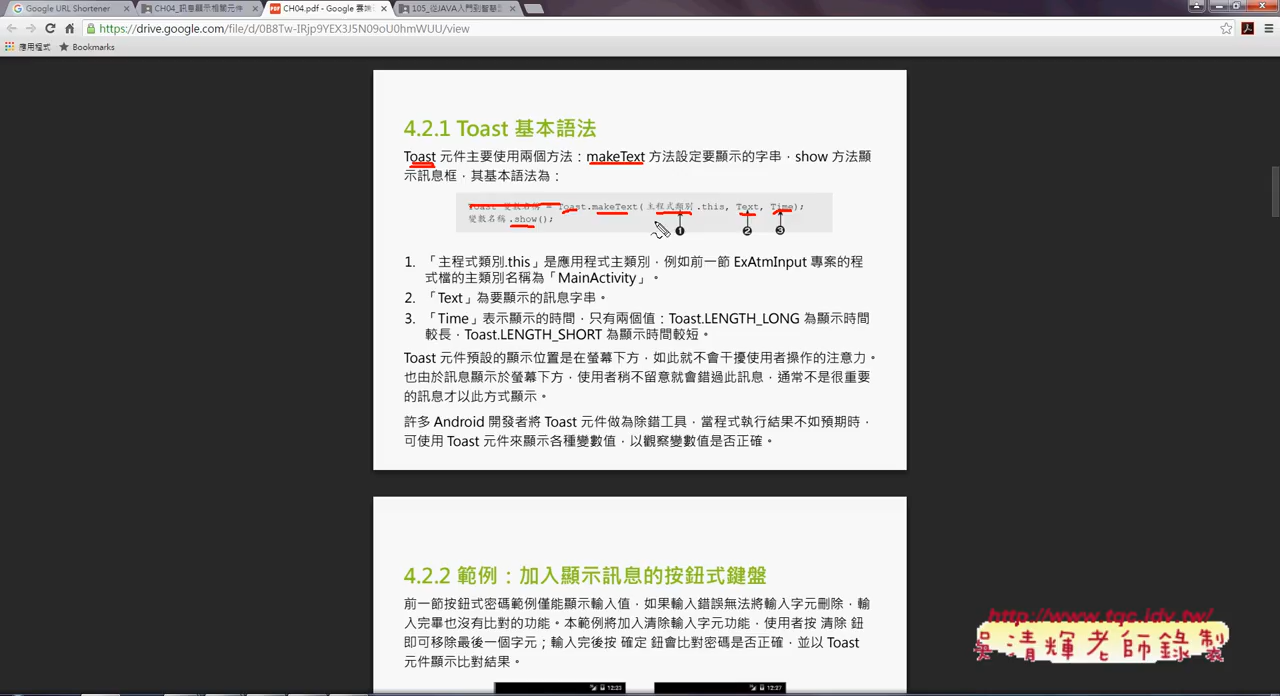 Google URL Shortener
CH04_訊息顯示相關元件
CH04.pdf - Google 雲端
105_從JAVA入門到智慧
https://drive.google.com/file/d/0B8Tw-IRjp9YEX3J5N09oU0hmWUU/view
應用程式 Bookmarks
4.2.1 Toast 基本語法
Toast 元件主要使用兩個方法：makeText 方法設定要顯示的字串，show 方法顯
示訊息框，其基本語法為：
Toast 變數名稱 = Toast.makeText(主程式類別.this, Text, Time);
變數名稱.show();
❶ ❷ ❸
1. 「主程式類別.this」是應用程式主類別，例如前一節 ExAtmInput 專案的程
式檔的主類別名稱為「MainActivity」。
2. 「Text」為要顯示的訊息字串。
3. 「Time」表示顯示的時間，只有兩個值：Toast.LENGTH_LONG 為顯示時間
較長，Toast.LENGTH_SHORT 為顯示時間較短。
Toast 元件預設的顯示位置是在螢幕下方，如此就不會干擾使用者操作的注意力。
也由於訊息顯示於螢幕下方，使用者稍不留意就會錯過此訊息，通常不是很重要
的訊息才以此方式顯示。
許多 Android 開發者將 Toast 元件做為除錯工具，當程式執行結果不如預期時，
可使用 Toast 元件來顯示各種變數值，以觀察變數值是否正確。
4.2.2 範例：加入顯示訊息的按鈕式鍵盤
前一節按鈕式密碼範例僅能顯示輸入值，如果輸入錯誤無法將輸入字元刪除，輸
入完畢也沒有比對的功能。本範例將加入清除輸入字元功能，使用者按 清除 鈕
即可移除最後一個字元；輸入完後按 確定 鈕會比對密碼是否正確，並以 Toast
元件顯示比對結果。
12:23
12:27
http://www.tqc.idv.tw/
吳清輝老師錄製